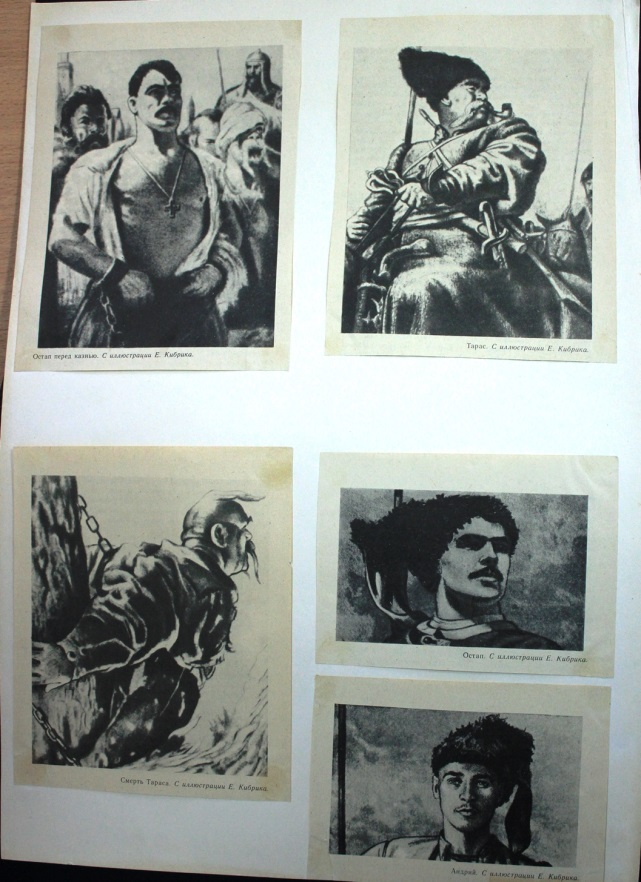 Остап перед казнью. С иллюстрации Е. Кибрика.
Тарас. С иллюстрации Е. Кибрика.
Смерть Тараса. С иллюстрации Е. Кибрика.
Остап. С иллюстрации Е. Кибрика.
Андрий. С иллюстрации Е. Кибрика.